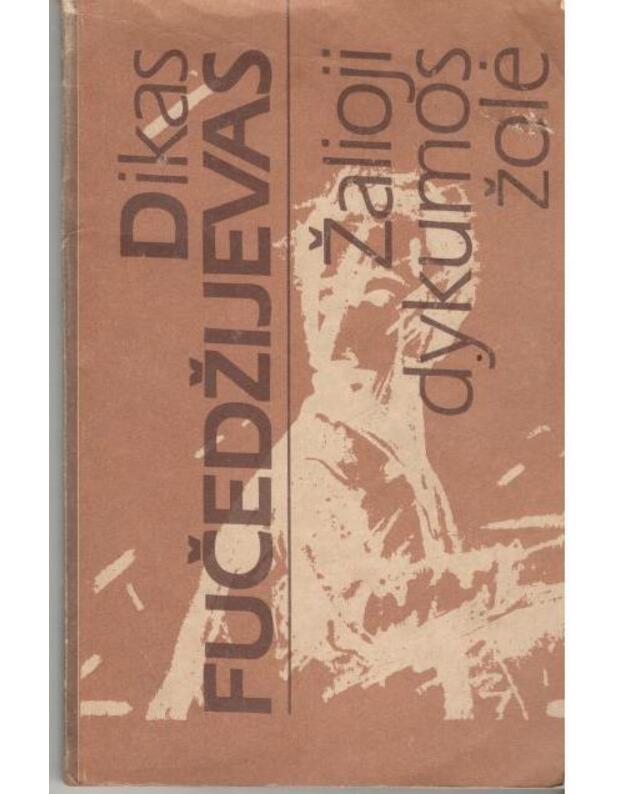 Dikas
FUČEDŽIJEVAS
Žalioji
dykumos
žolė